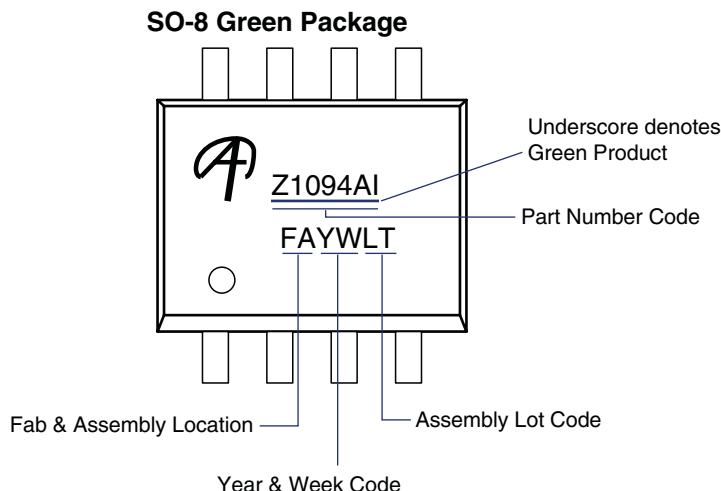 SO-8 Green Package
Underscore denotes
Green Product
Z1094AI
Part Number Code
FAYWLT
Fab & Assembly Location
Assembly Lot Code
Year & Week Code